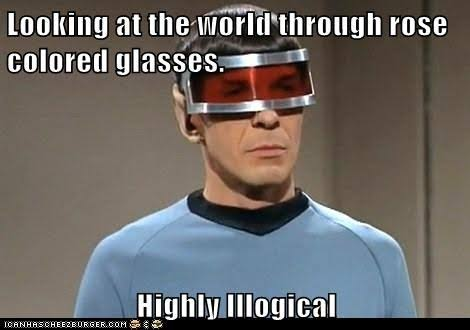 Looking at the world through rose
colored glasses.
Highly Illogical
ICANHASCHEEZBURGER.COM